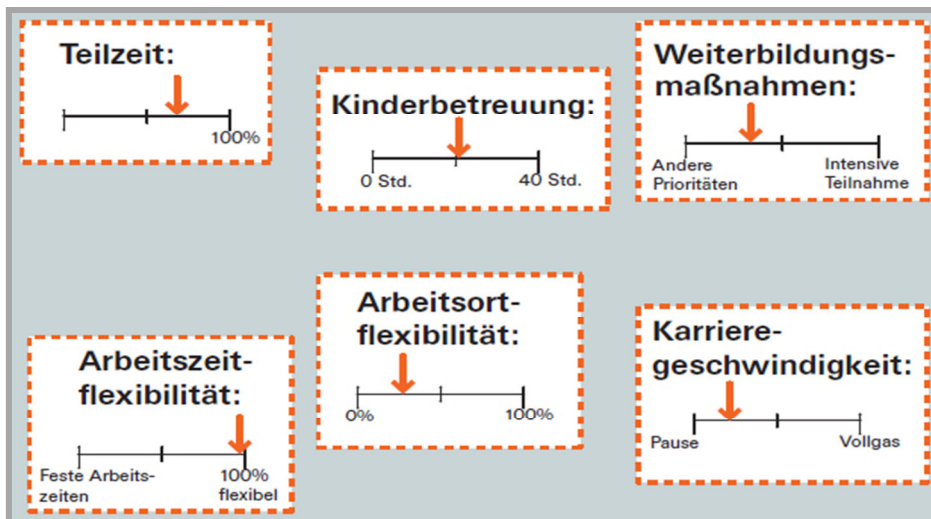 Teilzeit:
100%
Kinderbetreuung:
0 Std.
40 Std.
Weiterbildungs-
maßnahmen:
Andere
Prioritäten
Intensive
Teilnahme
Arbeitszeit-
flexibilität:
Feste Arbeits-
zeiten
100%
flexibel
Arbeitsort-
flexibilität:
0%
100%
Karriere-
geschwindigkeit:
Pause
Vollgas